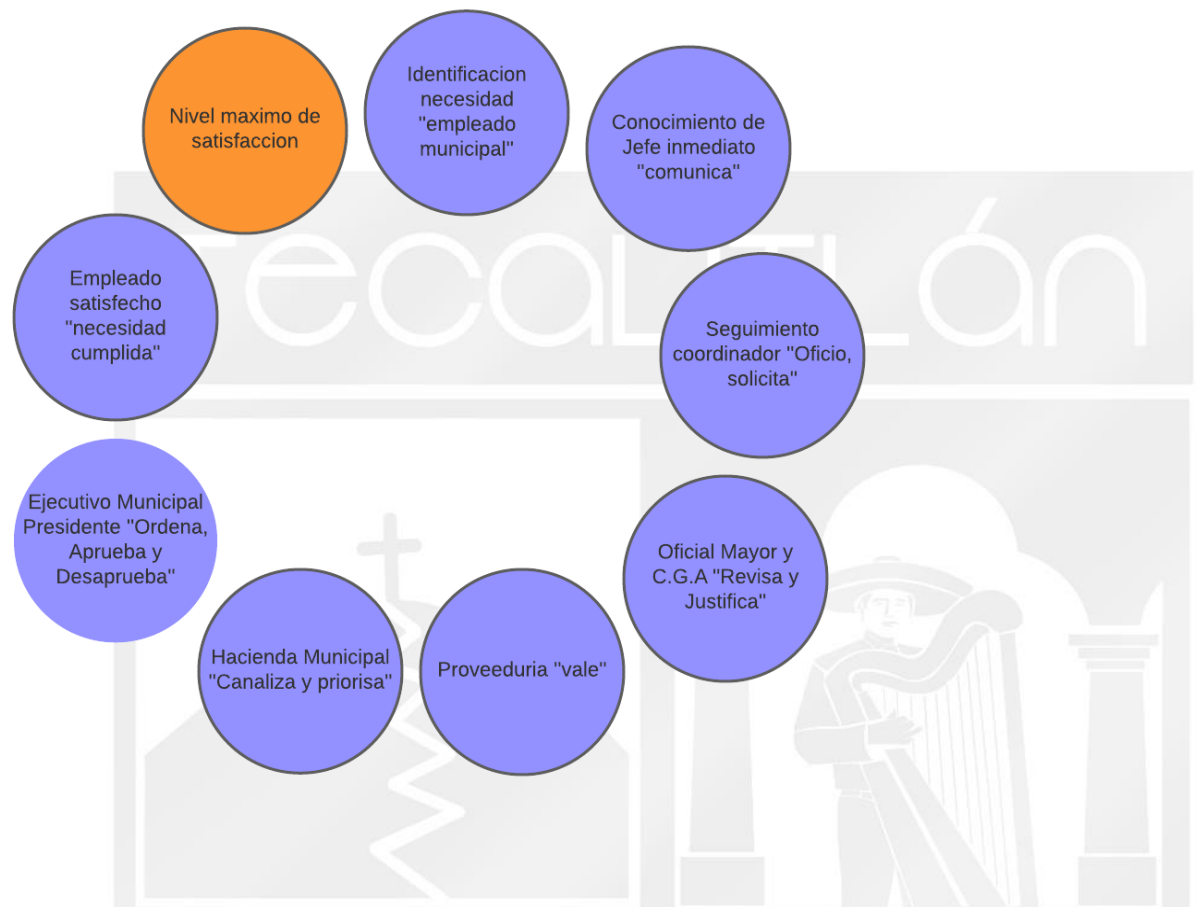 Nivel maximo de
satisfaccion
Identificacion
necesidad
"empleado
municipal"
Conocimiento de
Jefe inmediato
"comunica"
Seguimiento
coordinador "Oficio,
solicita"
Oficial Mayor y
C.G.A "Revisa y
Justifica"
Proveeduria "vale"
Hacienda Municipal
"Canaliza y priorisa"
Ejecutivo Municipal
Presidente "Ordena,
Aprueba y
Desaprueba"
Empleado
satisfecho
"necesidad
cumplida"